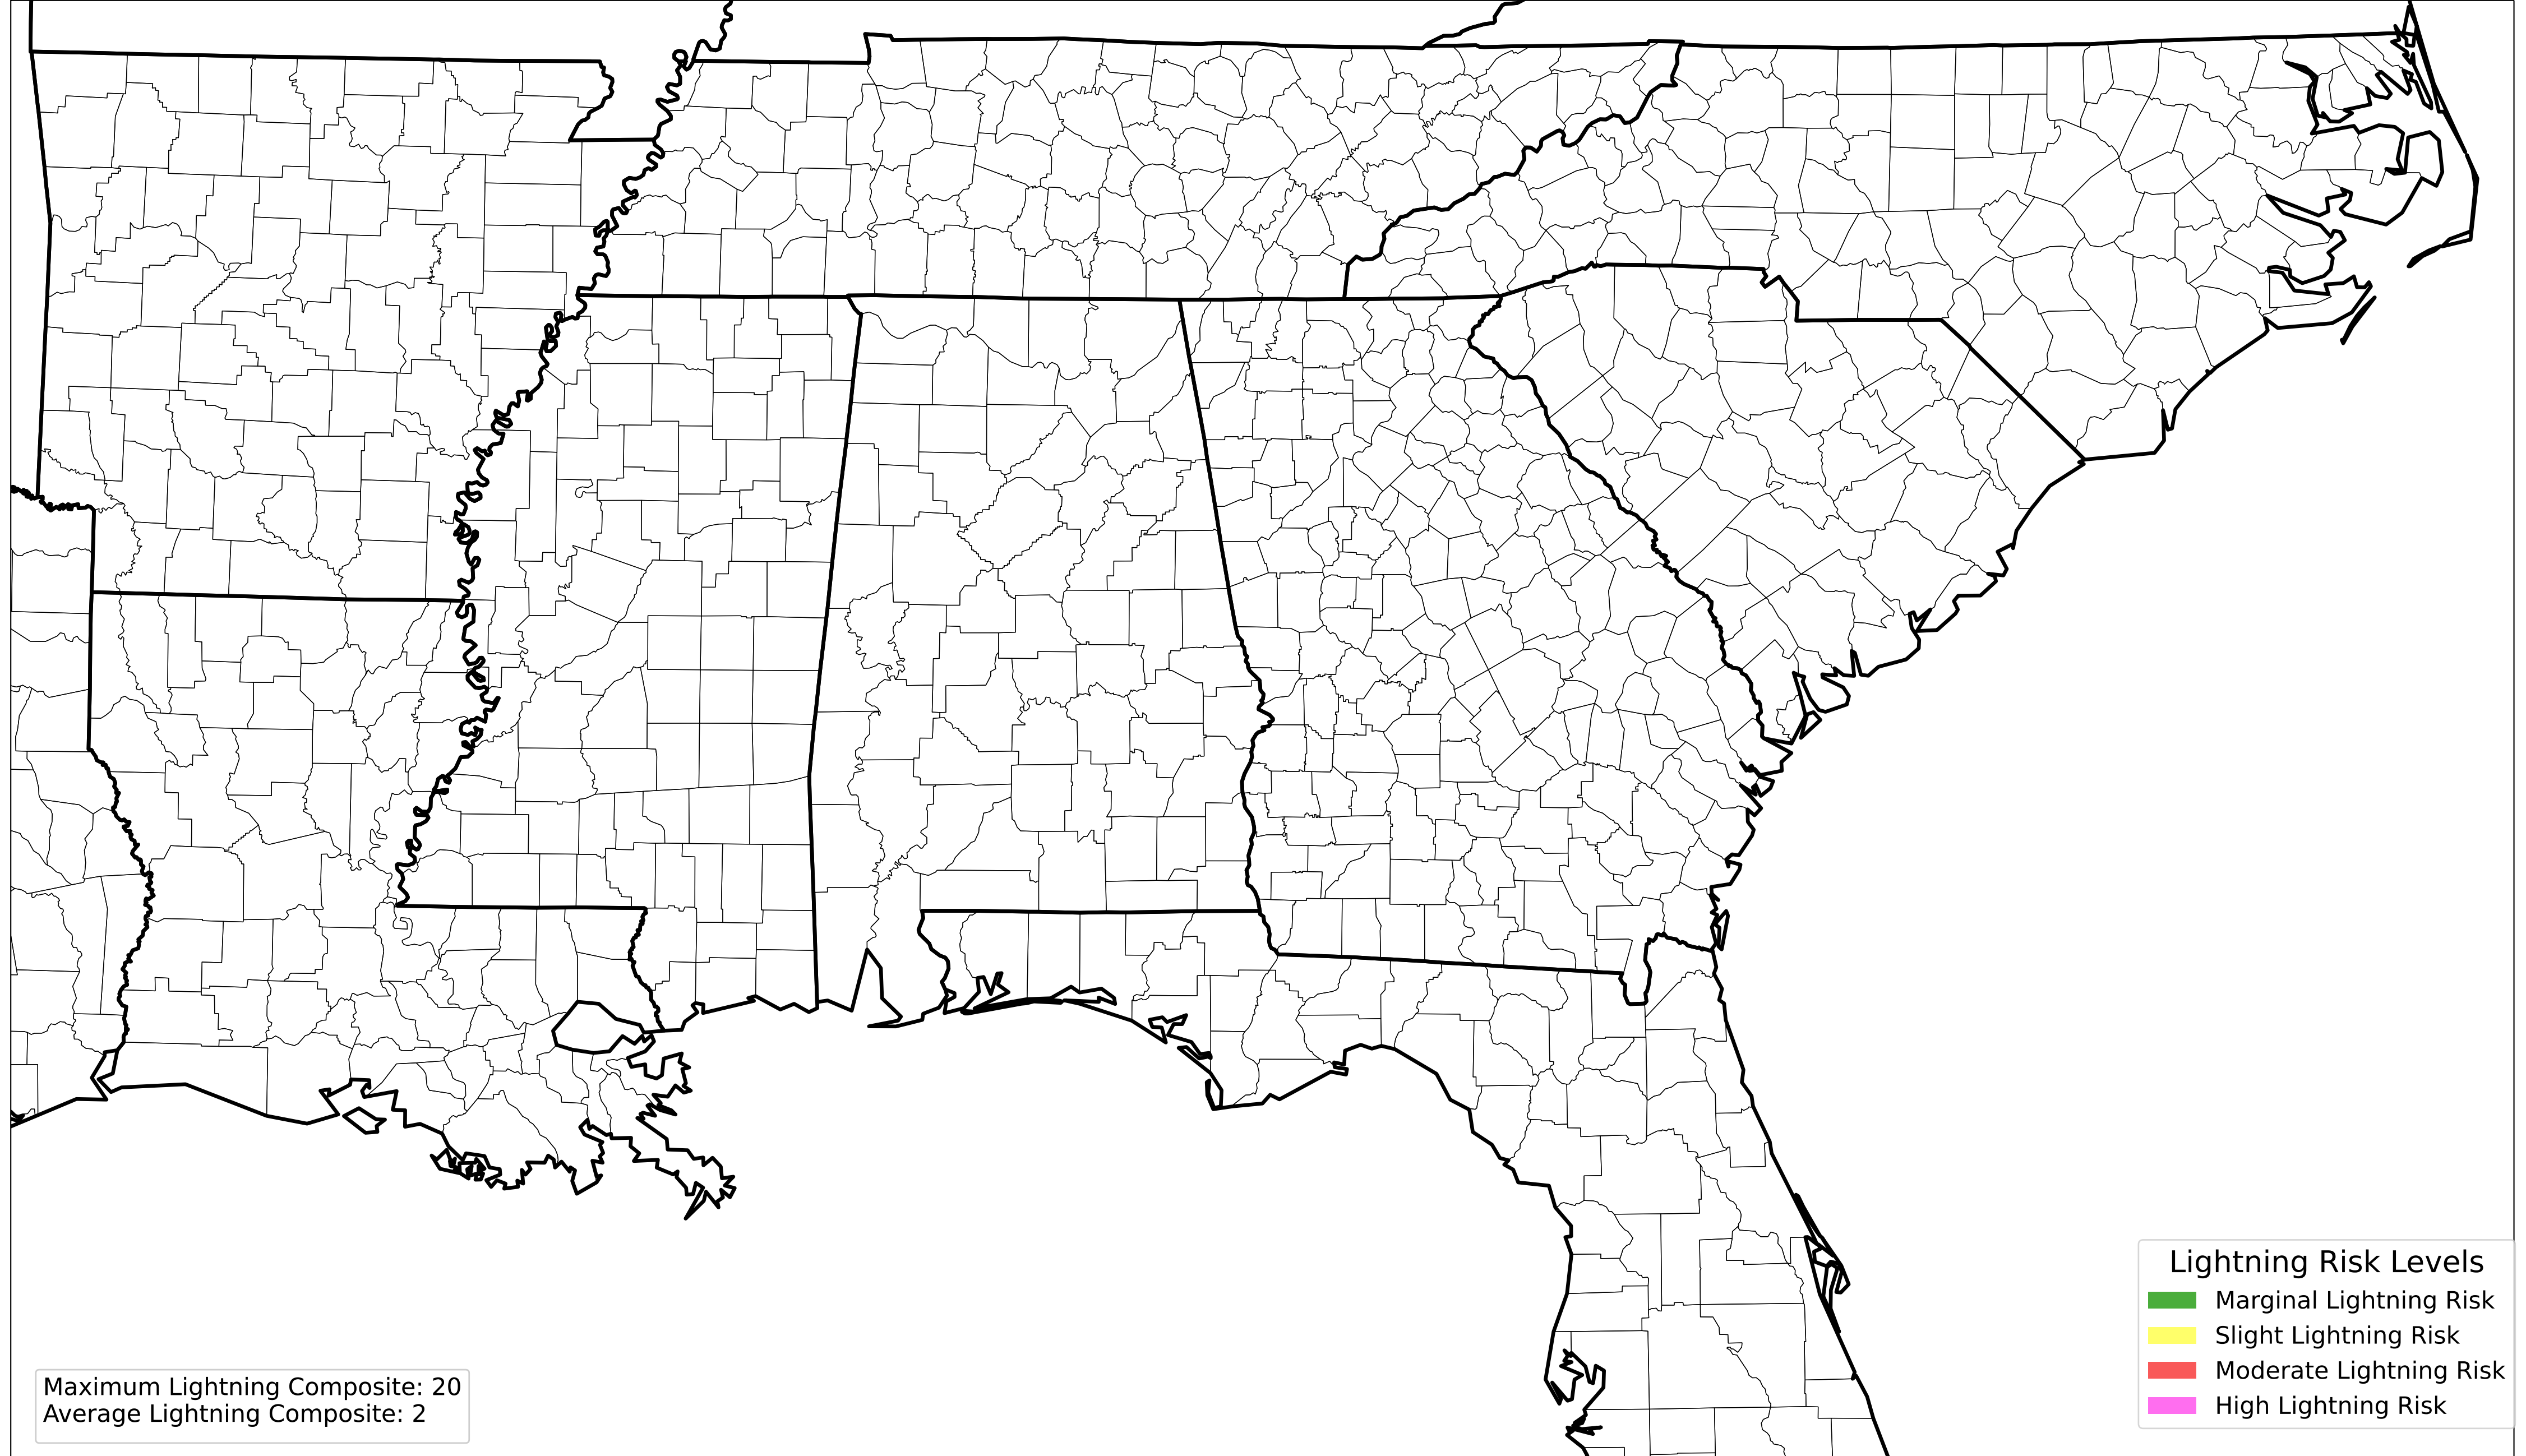 Lightning Risk Levels
Marginal Lightning Risk
Slight Lightning Risk
Moderate Lightning Risk
High Lightning Risk
Maximum Lightning Composite: 20
Average Lightning Composite: 2